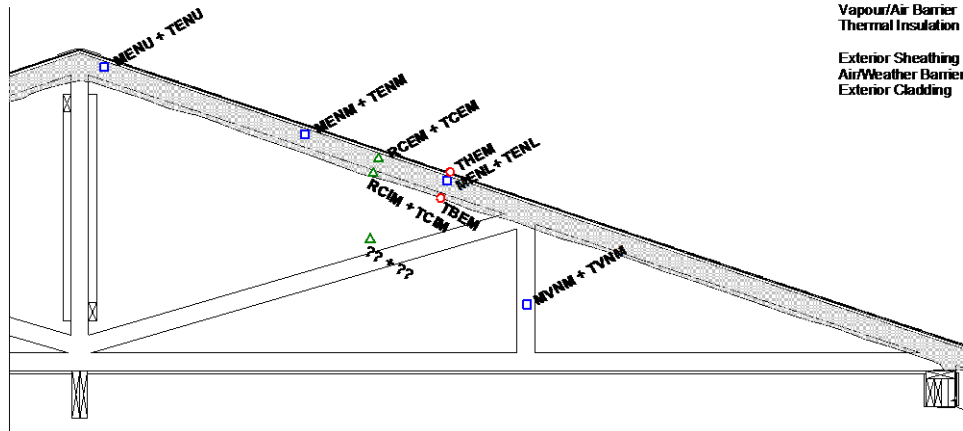 Vapour/Air Barrier
Thermal Insulation
Exterior Sheathing
Air/Weather Barrier
Exterior Cladding
MENU + TENU
MENM + TENM
RCEM + TCEM
THEM
MENL+ TENL
RCIM + TCIM
TBEM
?? + ??
MVNM + TVNM